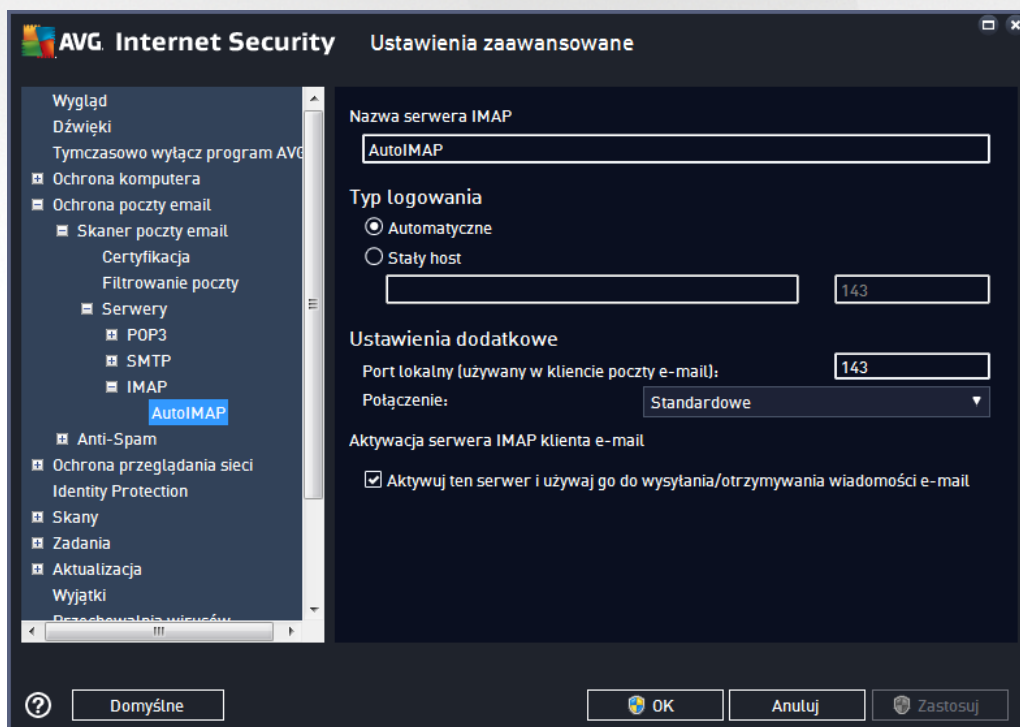 AVG. Internet Security Ustawienia zaawansowane
Wygląd
Dźwięki
Tymczasowo wyłącz program AVG
Ochrona komputera
Ochrona poczty email
Skaner poczty email
Certyfikacja
Filtrowanie poczty
Serwery
POP3
SMTP
IMAP
AutoIMAP
Anti-Spam
Ochrona przeglądania sieci
Identity Protection
Skany
Zadania
Aktualizacja
Wyjątki
Przechowalnia wirusów
Nazwa serwera IMAP
AutoIMAP
Typ logowania
Automatyczne
Stały host
143
Ustawienia dodatkowe
Port lokalny (używany w kliencie poczty e-mail): 143
Połączenie: Standardowe
Aktywacja serwera IMAP klienta e-mail
Aktywuj ten serwer i używaj go do wysyłania/otrzymywania wiadomości e-mail
Domyślne OK Anuluj Zastosuj